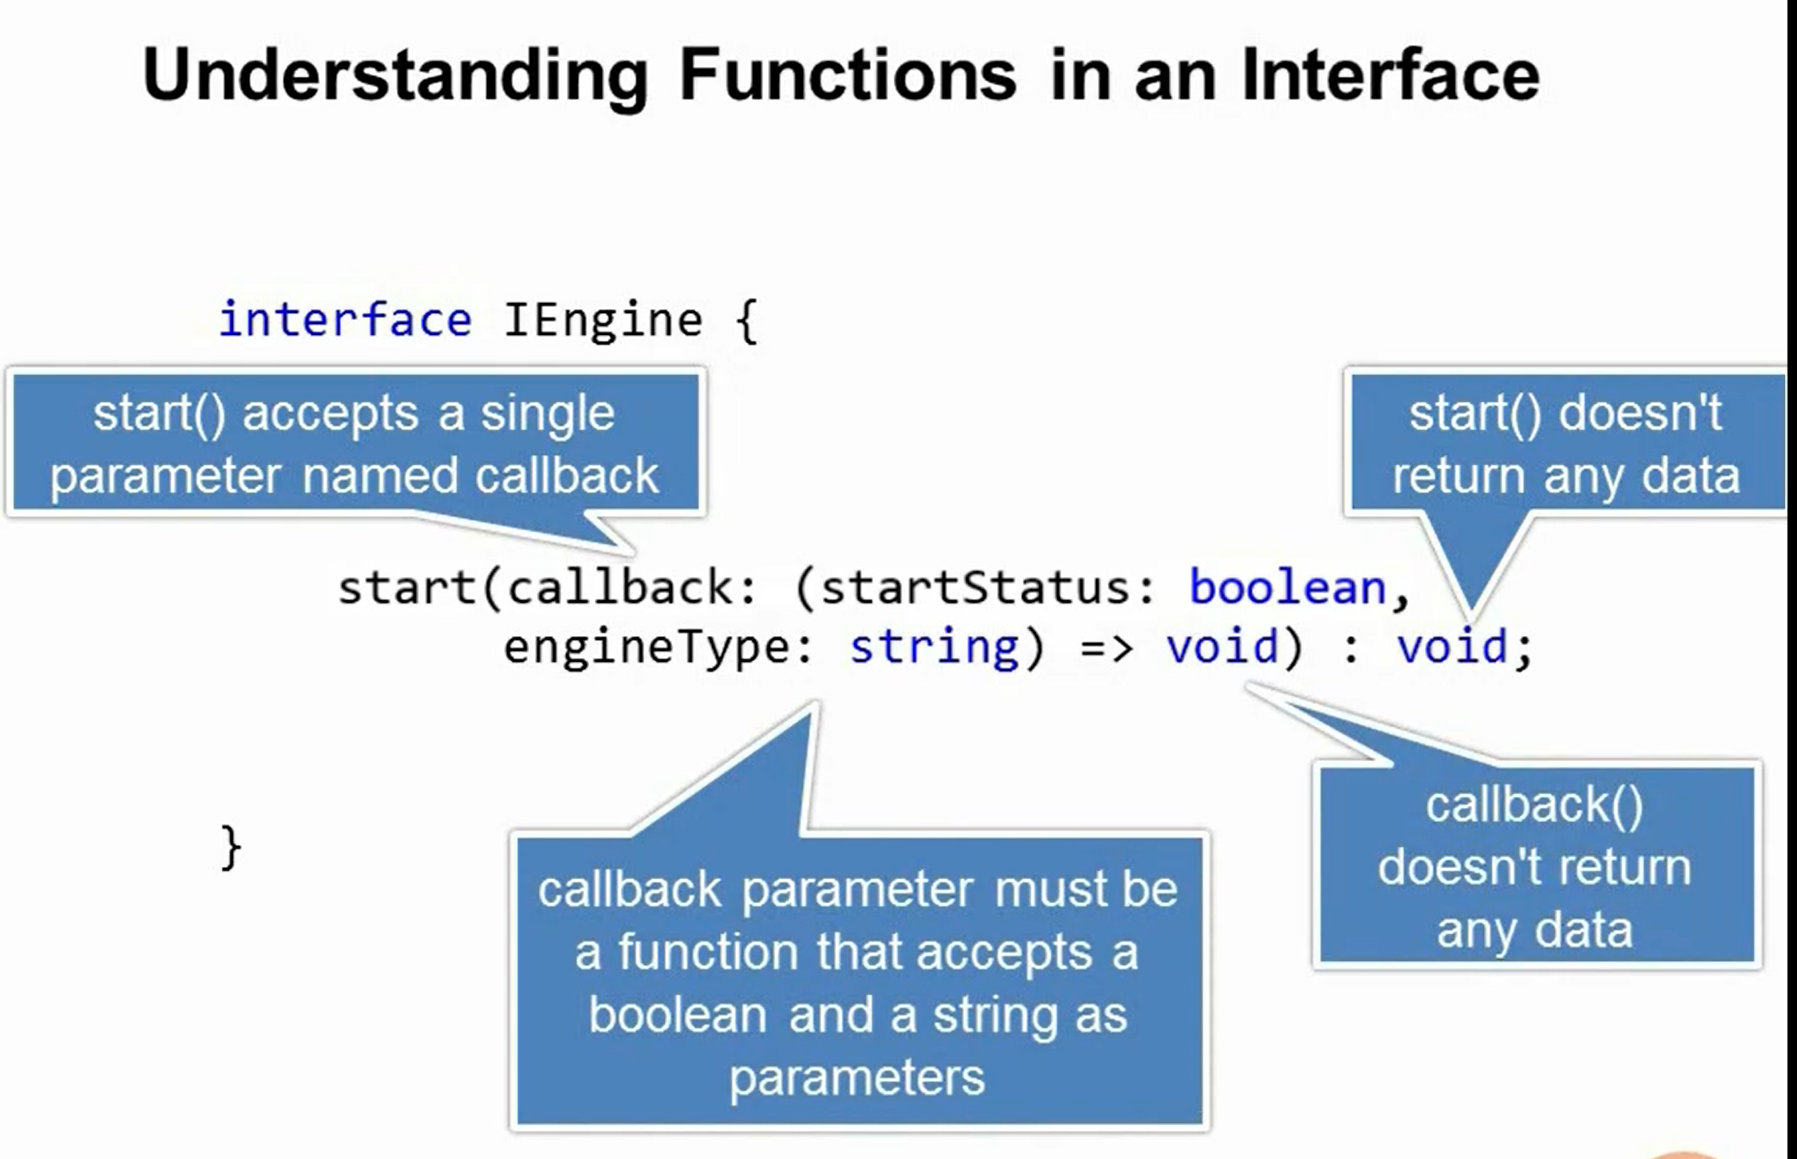 Understanding Functions in an Interface
interface IEngine {
start() accepts a single
parameter named callback
start() doesn't
return any data
start(callback: (startStatus: boolean,
engineType: string) => void) : void;
callback()
doesn't return
any data
}
callback parameter must be
a function that accepts a
boolean and a string as
parameters